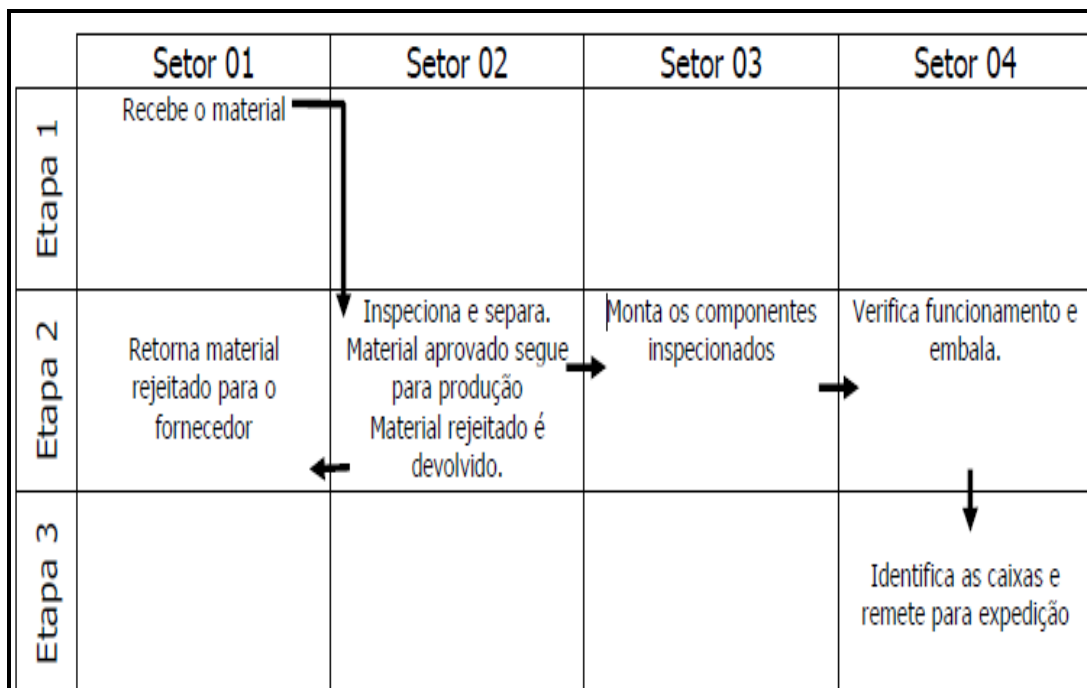 Setor 01
Setor 02
Setor 03
Setor 04
Etapa 1
Recebe o material
Etapa 2
Retorna material
rejeitado para o
fornecedor
Inspeciona e separa.
Material aprovado segue
para produção
Material rejeitado é
devolvido.
Monta os componentes
inspecionados
Verifica funcionamento e
embala.
Etapa 3
Identifica as caixas e
remete para expedição